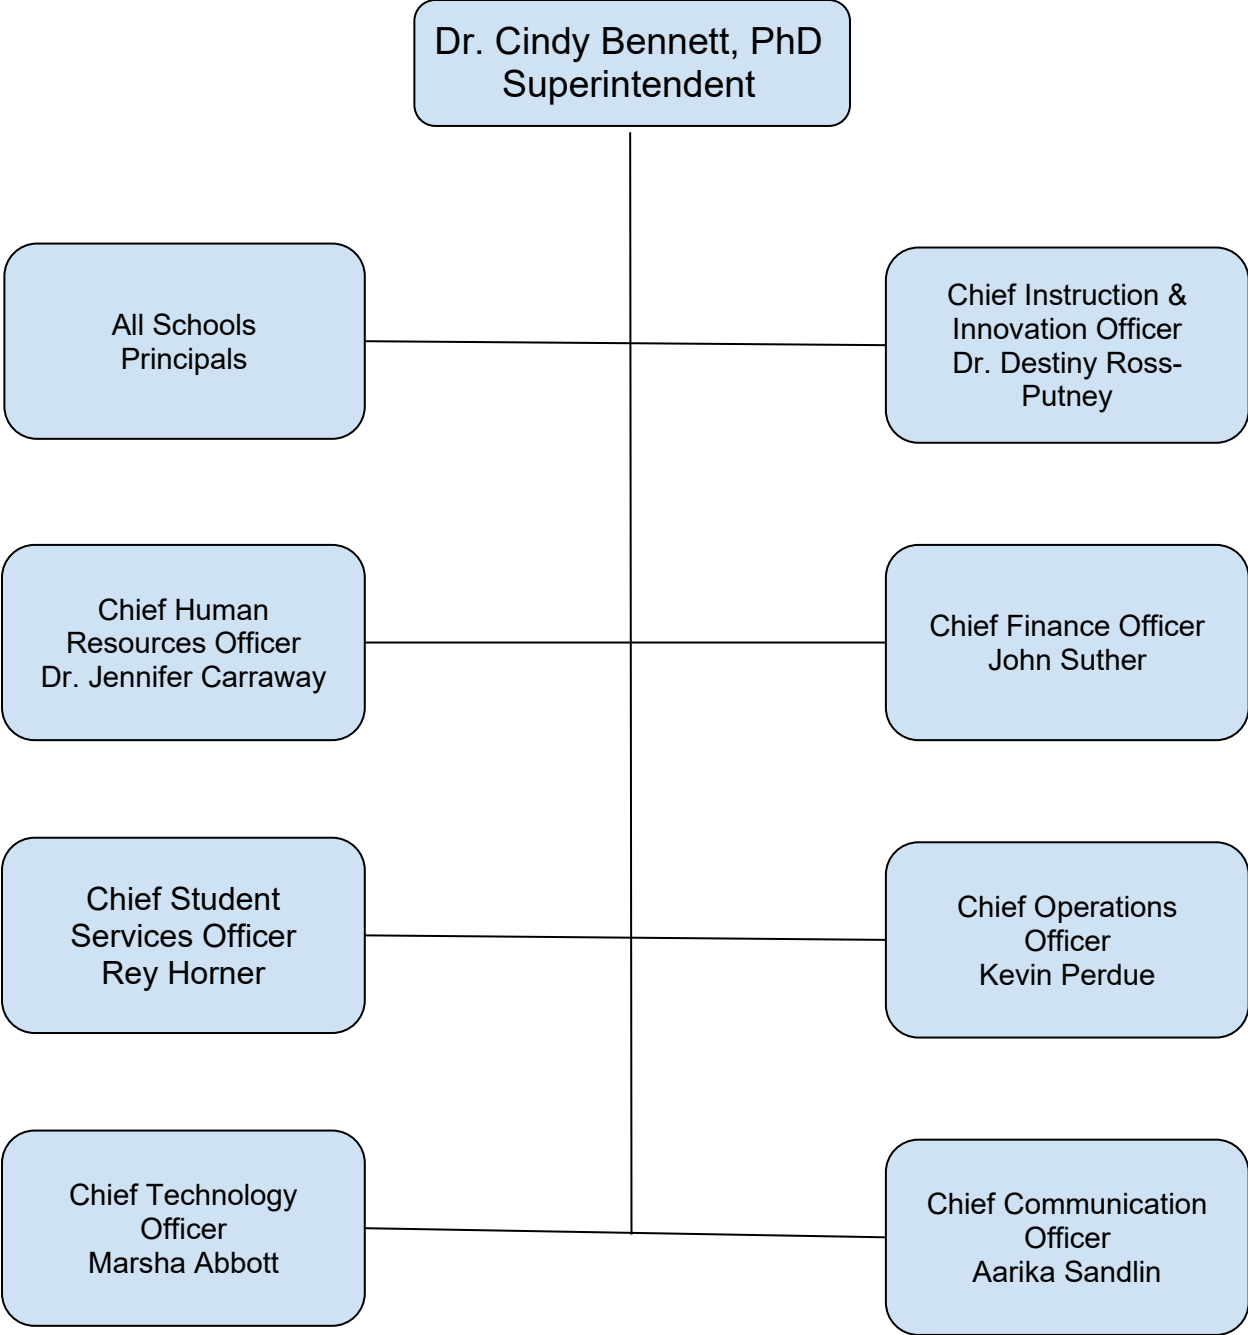 Dr. Cindy Bennett, PhD
Superintendent
All Schools
Principals
Chief Instruction &
Innovation Officer
Dr. Destiny Ross-
Putney
Chief Human
Resources Officer
Dr. Jennifer Carraway
Chief Finance Officer
John Suther
Chief Student
Services Officer
Rey Horner
Chief Operations
Officer
Kevin Perdue
Chief Technology
Officer
Marsha Abbott
Chief Communication
Officer
Aarika Sandlin